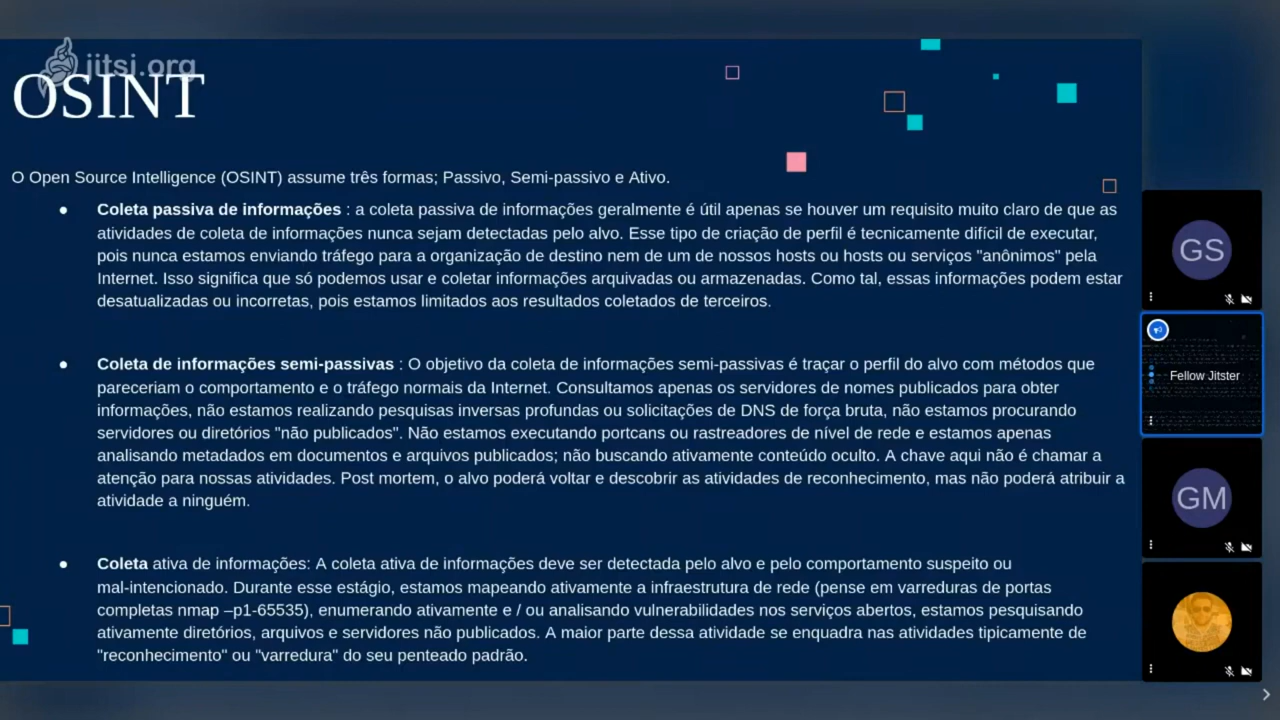 jitsi.org
OSINT
O Open Source Intelligence (OSINT) assume três formas; Passivo, Semi-passivo e Ativo.
● Coleta passiva de informações : a coleta passiva de informações geralmente é útil apenas se houver um requisito muito claro de que as
atividades de coleta de informações nunca sejam detectadas pelo alvo. Esse tipo de criação de perfil é tecnicamente difícil de executar,
pois nunca estamos enviando tráfego para a organização de destino nem de um de nossos hosts ou hosts ou serviços "anônimos" pela
Internet. Isso significa que só podemos usar e coletar informações arquivadas ou armazenadas. Como tal, essas informações podem estar
desatualizadas ou incorretas, pois estamos limitados aos resultados coletados de terceiros.
● Coleta de informações semi-passivas : O objetivo da coleta de informações semi-passivas é traçar o perfil do alvo com métodos que
pareceriam o comportamento e o tráfego normais da Internet. Consultamos apenas os servidores de nomes publicados para obter
informações, não estamos realizando pesquisas inversas profundas ou solicitações de DNS de força bruta, não estamos procurando
servidores ou diretórios "não publicados". Não estamos executando portcans ou rastreadores de nível de rede e estamos apenas
analisando metadados em documentos e arquivos publicados; não buscando ativamente conteúdo oculto. A chave aqui não é chamar a
atenção para nossas atividades. Post mortem, o alvo poderá voltar e descobrir as atividades de reconhecimento, mas não poderá atribuir a
atividade a ninguém.
● Coleta ativa de informações: A coleta ativa de informações deve ser detectada pelo alvo e pelo comportamento suspeito ou
mal-intencionado. Durante esse estágio, estamos mapeando ativamente a infraestrutura de rede (pense em varreduras de portas
completas nmap –p1-65535), enumerando ativamente e / ou analisando vulnerabilidades nos serviços abertos, estamos pesquisando
ativamente diretórios, arquivos e servidores não publicados. A maior parte dessa atividade se enquadra nas atividades tipicamente de
"reconhecimento" ou "varredura" do seu penteado padrão.
GS
Fellow Jitster
GM